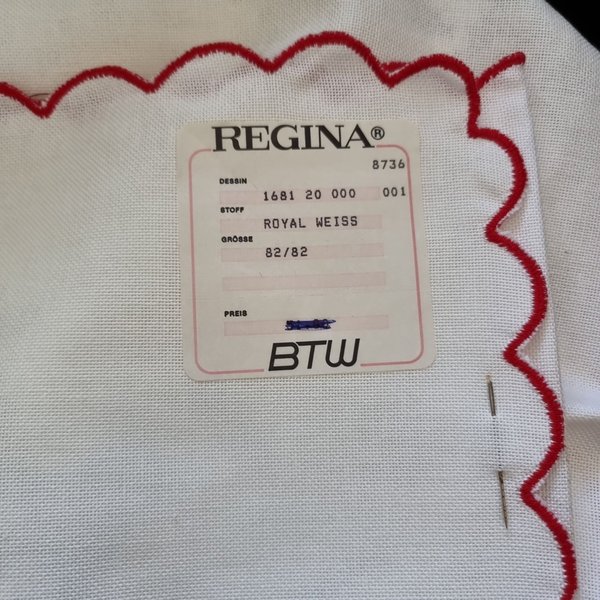 REGINA®
8736
DESSIN
1681 20 000 001
STOFF
ROYAL WEISS
GRÖSSE
82/82
PREIS
BTW